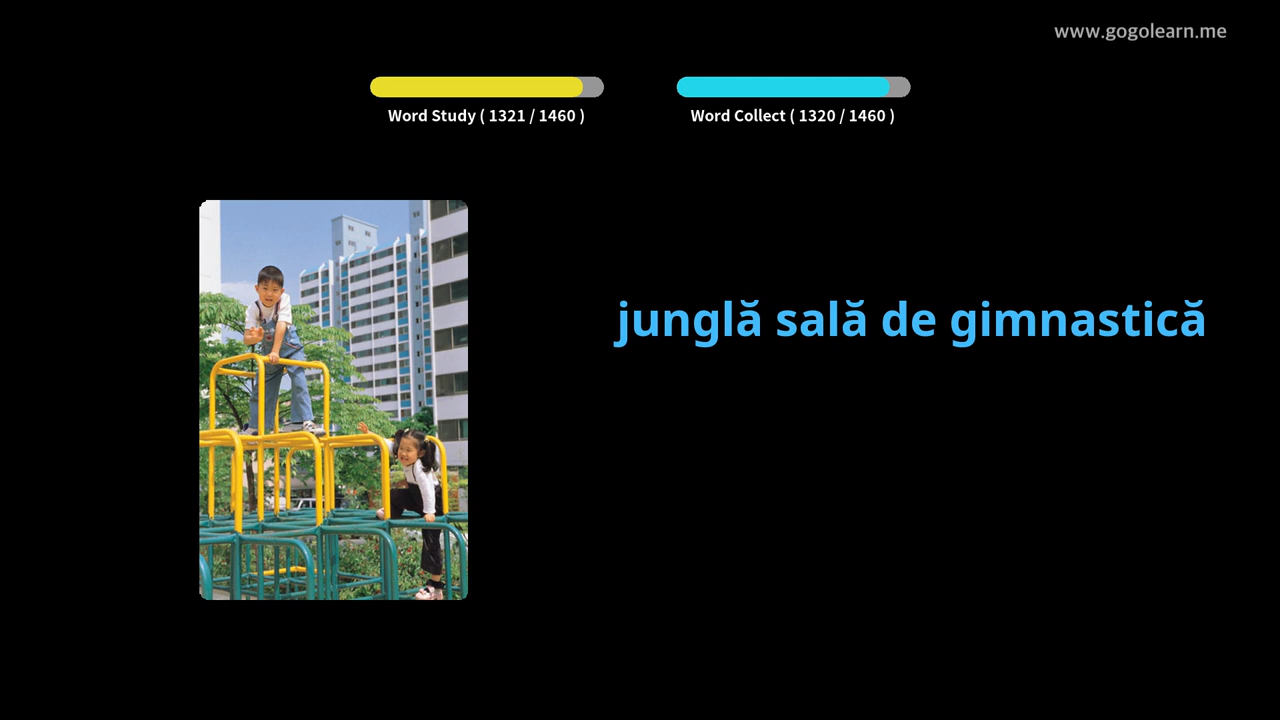 www.gogolearn.me
Word Study ( 1321 / 1460 )
Word Collect ( 1320 / 1460 )
junglă sală de gimnastică